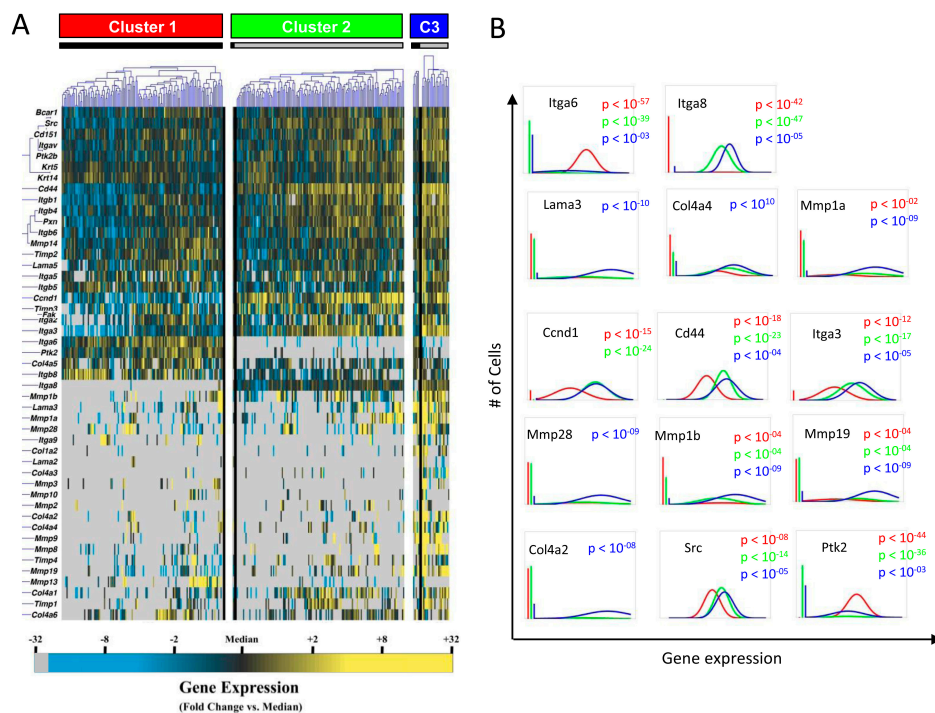 A
Cluster 1
Cluster 2
C3
Bcar1
Src
Cd151
Itgav
Ptk2b
Krt5
Krt14
Cd44
Itgb1
Itgb4
Pxn
Itgb6
Mmp14
Timp2
Lama5
Itga5
Itgb5
Ccnd1
Timp3
Fak
Itga2
Itga3
Itga6
Ptk2
Col4a5
Itgb8
Itga8
Mmp1b
Lama3
Mmp1a
Mmp28
Itga9
Col1a2
Lama2
Col4a3
Mmp3
Mmp10
Mmp2
Col4a2
Col4a4
Mmp9
Mmp8
Timp4
Mmp19
Mmp13
Col4a1
Timp1
Col4a6
-32 -8 -2 Median +2 +8 +32
Gene Expression
(Fold Change vs. Median)
B
# of Cells
Itga6
p < 10⁻⁵⁷
p < 10⁻³⁹
p < 10⁻⁰³
Itga8
p < 10⁻⁴²
p < 10⁻⁴⁷
p < 10⁻⁰⁵
Lama3
p < 10⁻¹⁰
Col4a4
p < 10¹⁰
Mmp1a
p < 10⁻⁰²
p < 10⁻⁰⁹
Ccnd1
p < 10⁻¹⁵
p < 10⁻²⁴
Cd44
p < 10⁻¹⁸
p < 10⁻²³
p < 10⁻⁰⁴
Itga3
p < 10⁻¹²
p < 10⁻¹⁷
p < 10⁻⁰⁵
Mmp28
p < 10⁻⁰⁹
Mmp1b
p < 10⁻⁰⁴
p < 10⁻⁰⁴
p < 10⁻⁰⁹
Mmp19
p < 10⁻⁰⁴
p < 10⁻⁰⁴
p < 10⁻⁰⁹
Col4a2
p < 10⁻⁰⁸
Src
p < 10⁻⁰⁸
p < 10⁻¹⁴
p < 10⁻⁰⁵
Ptk2
p < 10⁻⁴⁴
p < 10⁻³⁶
p < 10⁻⁰³
Gene expression